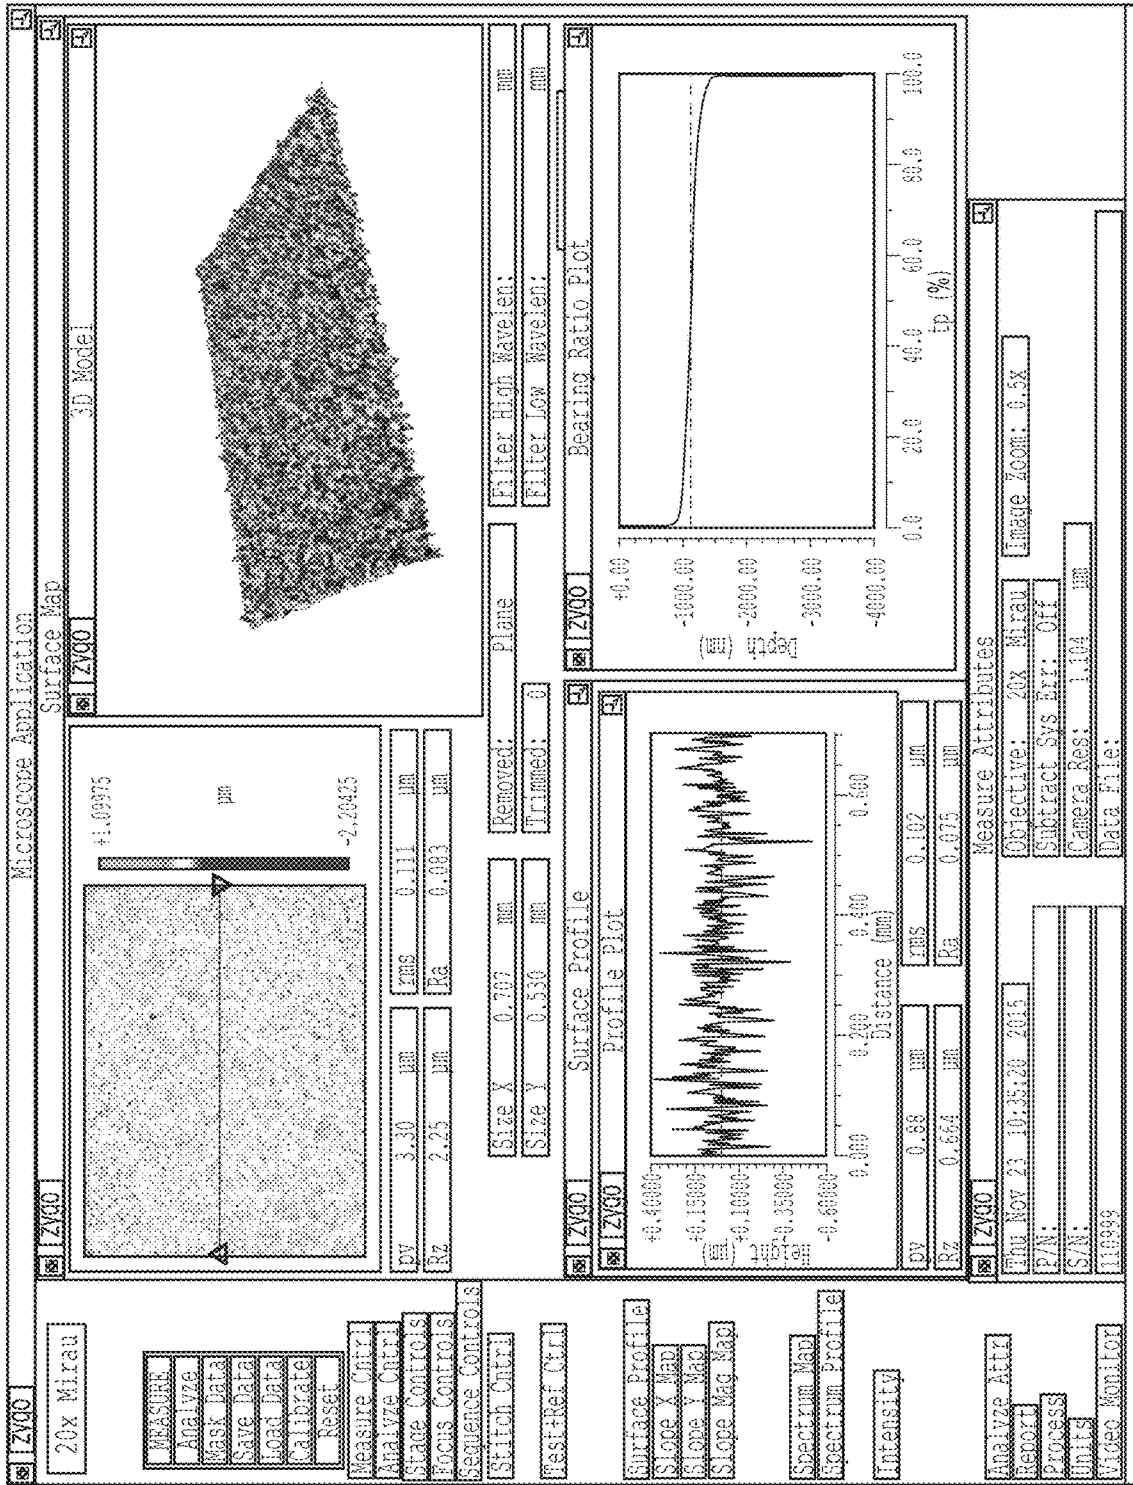 zygo
Microscope Application
20x Mirau
MEASURE
Analyze
Mask Data
Save Data
Load Data
Calibrate
Reset
Measure Cntrl
Analyze Cntrl
Stage Controls
Focus Controls
Sequence Controls
Stitch Cntrl
TestRef Ctrl
Surface Profile
Slope X Map
Slope Y Map
Slope Mag Map
Spectrum Map
Spectrum Profile
Intensity
Analyze Attr
Report
Process
Units
Video Monitor
zygo
Surface Map
+1.09975
µm
-2.20425
pv 3.30 µm
rms 0.111 µm
Rz 2.25 µm
Ra 0.083 µm
Size X 0.707 mm
Size Y 0.530 mm
Removed: Plane
Trimmed: 0
zygo
3D Model
Filter High Wavelen: mm
Filter Low Wavelen: mm
zygo
Surface Profile
zygo
Profile Plot
+0.40000
+0.15000
+0.10000
-0.35000
-0.60000
Height (µm)
0.000
0.200
0.400
0.600
Distance (mm)
pv 0.88 µm
rms 0.102 µm
Rz 0.664 µm
Ra 0.075 µm
zygo
Bearing Ratio Plot
+0.00
-1000.00
-2000.00
-3000.00
-4000.00
Depth (nm)
0.0
20.0
40.0
60.0
80.0
100.0
tp (%)
zygo
Measure Attributes
Thu Nov 23 10:35:20 2015
P/N:
S/N:
118999
Objective: 20x Mirau
Subtract Sys Err: Off
Camera Res: 1.104 µm
Data File:
Image Zoom: 0.5x